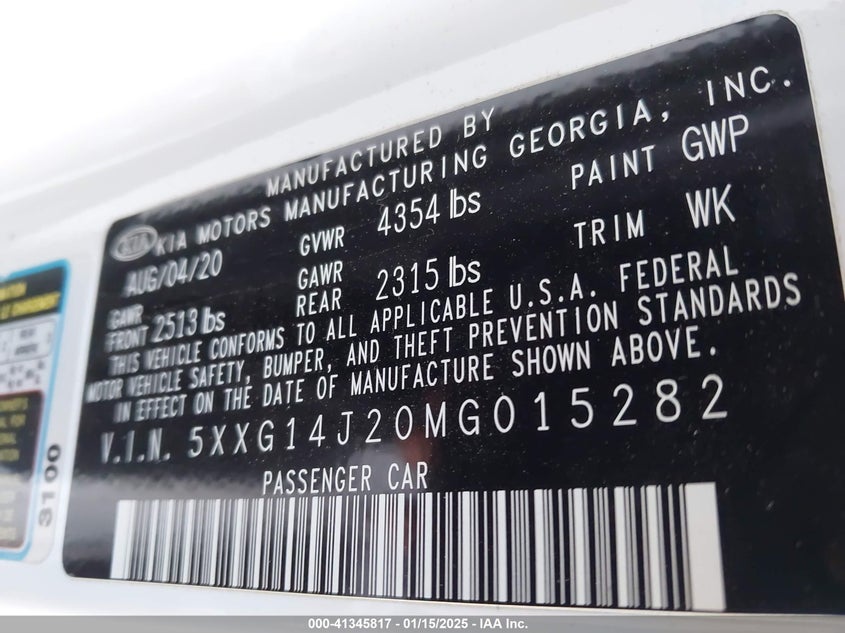 MANUFACTURED BY
KIA KIA MOTORS MANUFACTURING GEORGIA, INC.
AUG/04/20 GVWR 4354 lbs PAINT GWP
GAWR FRONT 2513 lbs GAWR REAR 2315 lbs TRIM WK
THIS VEHICLE CONFORMS TO ALL APPLICABLE U.S.A. FEDERAL
MOTOR VEHICLE SAFETY, BUMPER, AND THEFT PREVENTION STANDARDS
IN EFFECT ON THE DATE OF MANUFACTURE SHOWN ABOVE.
V.I.N. 5XXG14J20MG015282
PASSENGER CAR
3100
000-41345817 - 01/15/2025 - IAA Inc.